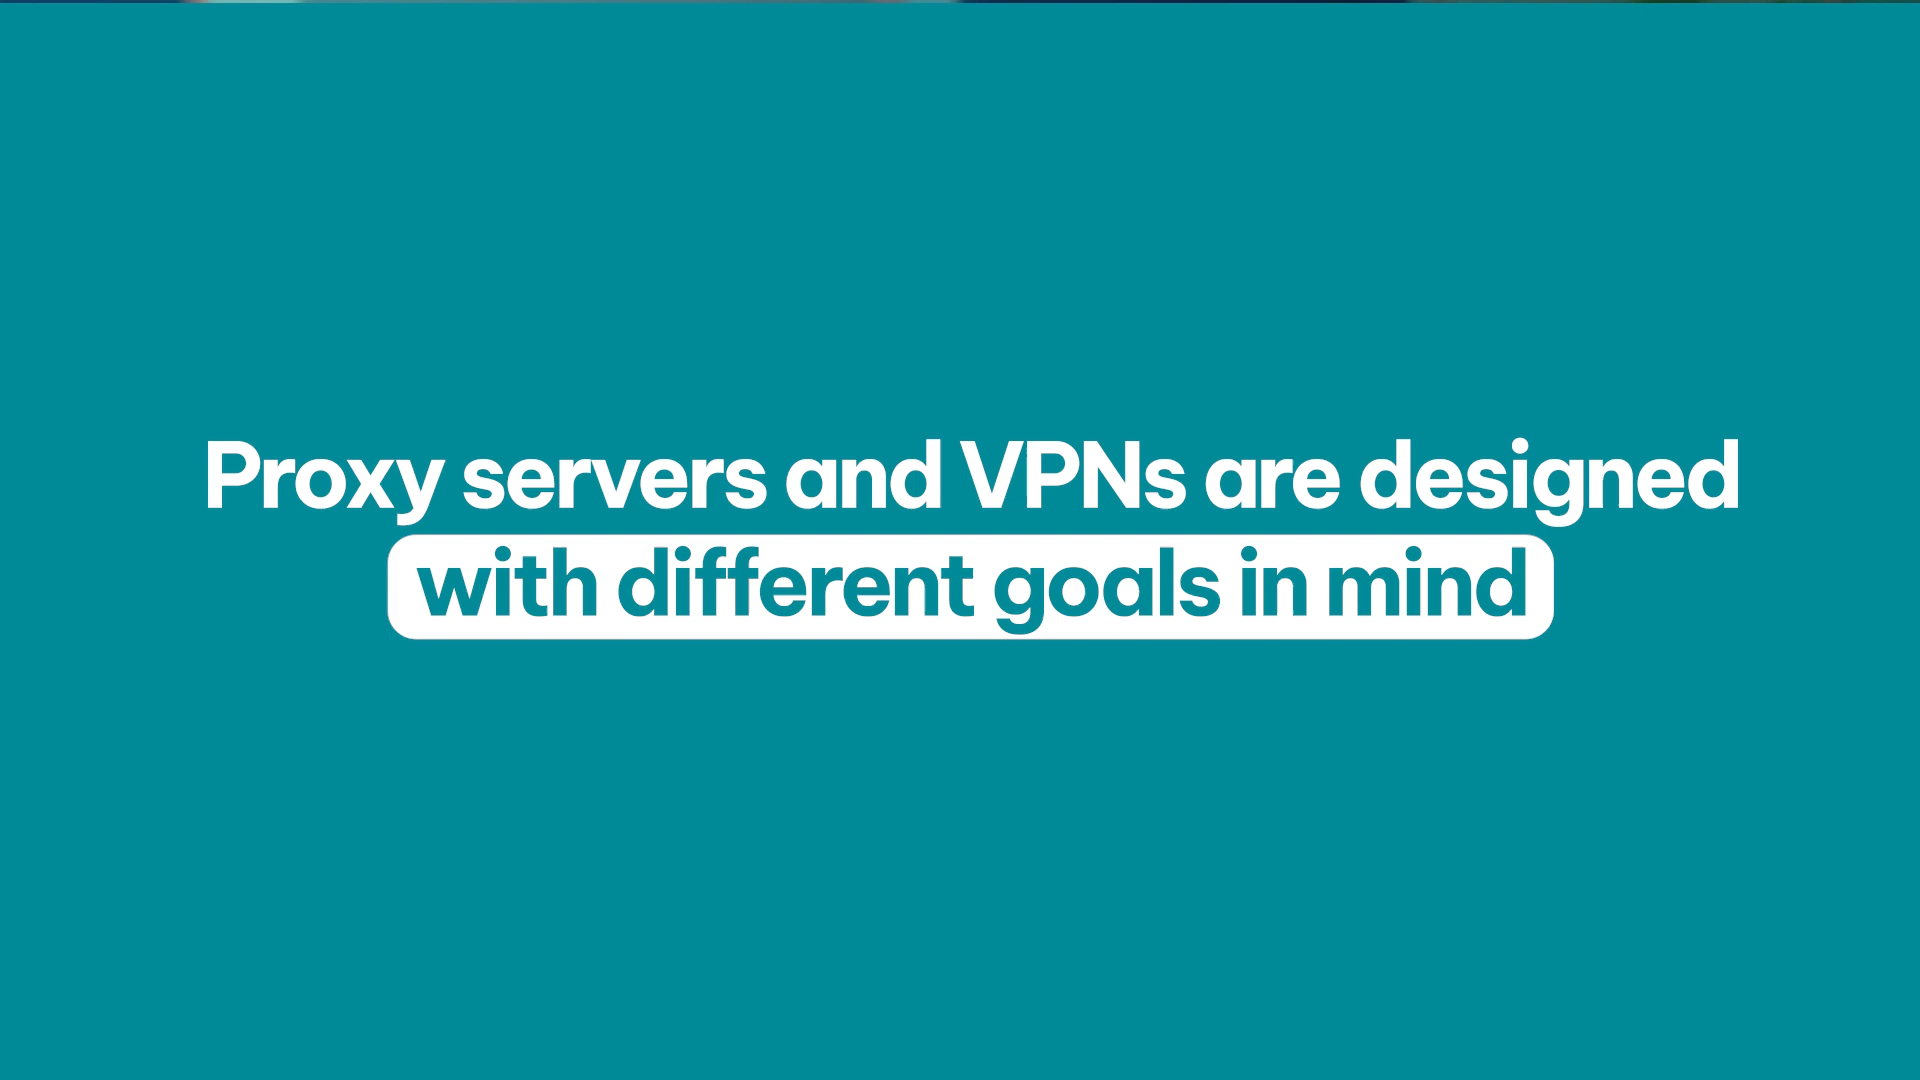 Proxy servers and VPNs are designed
with different goals in mind